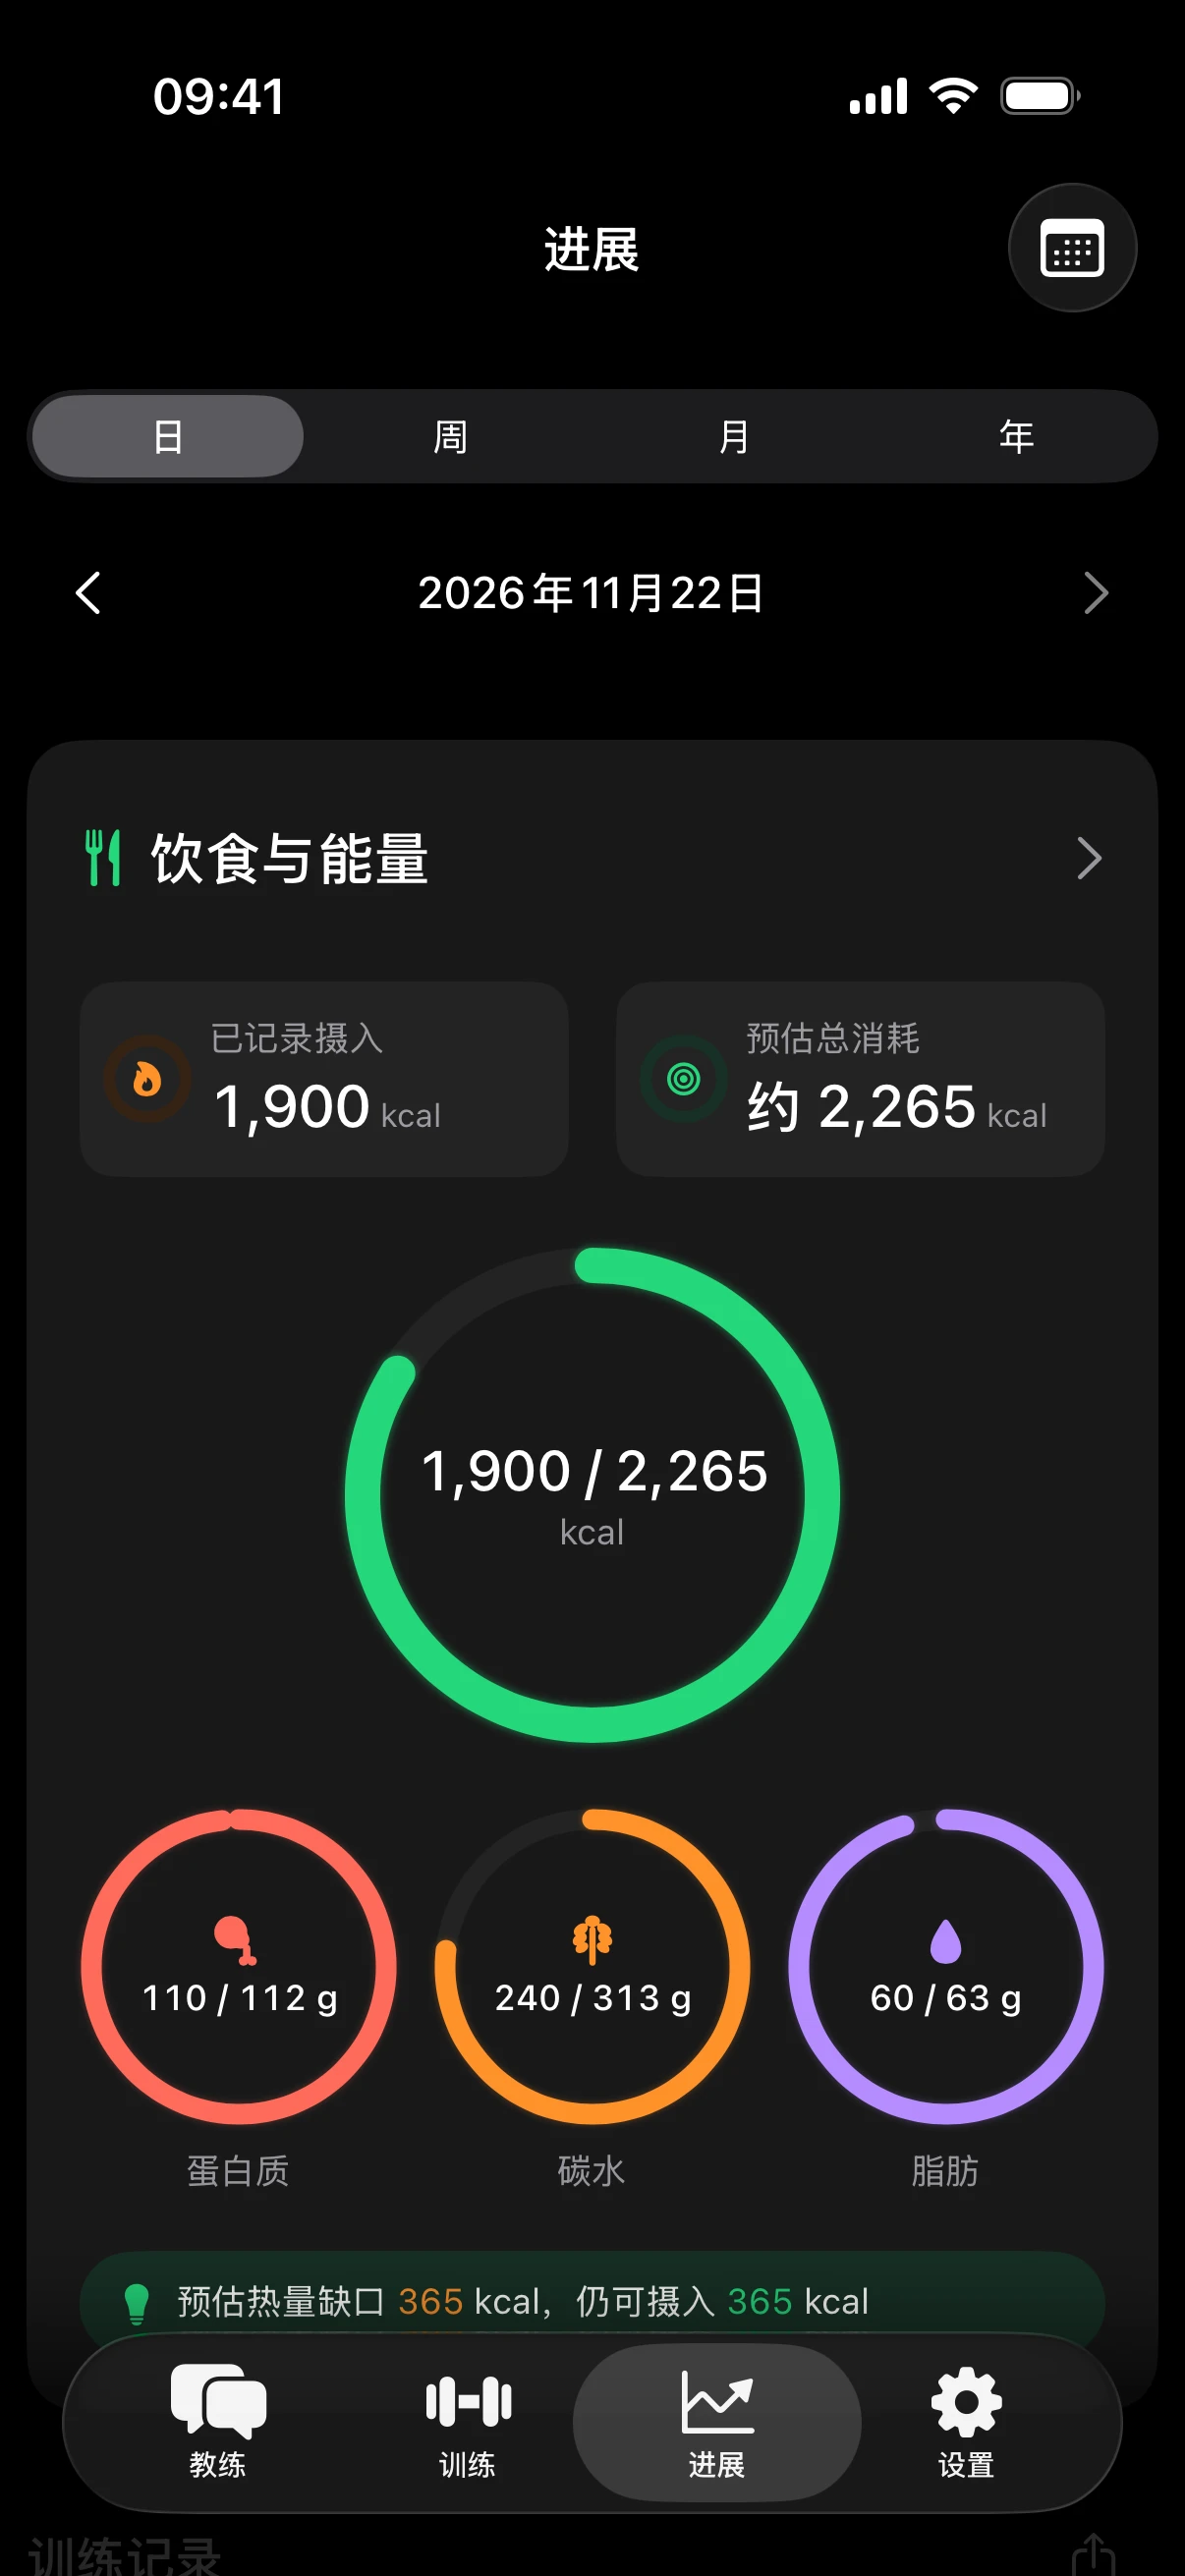 09:41
进展
日 周 月 年
2026年11月22日
饮食与能量
已记录摄入
1,900 kcal
预估总消耗
约 2,265 kcal
1,900 / 2,265
kcal
110 / 112 g
240 / 313 g
60 / 63 g
蛋白质
碳水
脂肪
预估热量缺口 365 kcal，仍可摄入 365 kcal
教练
训练
进展
设置
训练记录